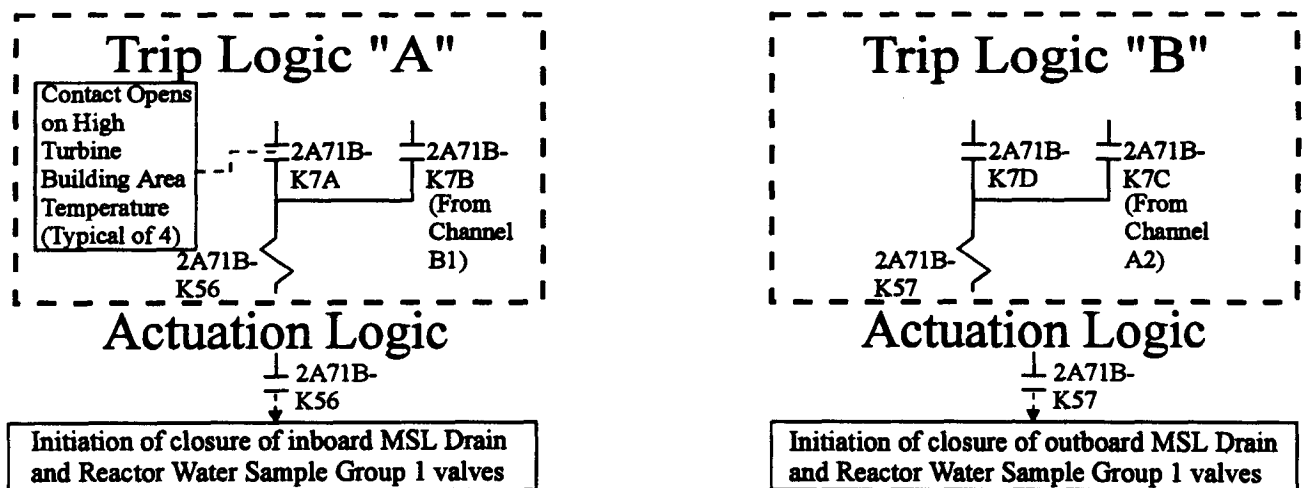 Trip Logic "A"
Contact Opens
on High
Turbine
Building Area
Temperature
(Typical of 4)
2A71B-
K7A
2A71B-
K7B
(From
Channel
B1)
2A71B-
K56
Actuation Logic
2A71B-
K56
Initiation of closure of inboard MSL Drain
and Reactor Water Sample Group 1 valves
Trip Logic "B"
2A71B-
K7D
2A71B-
K7C
(From
Channel
A2)
2A71B-
K57
Actuation Logic
2A71B-
K57
Initiation of closure of outboard MSL Drain
and Reactor Water Sample Group 1 valves